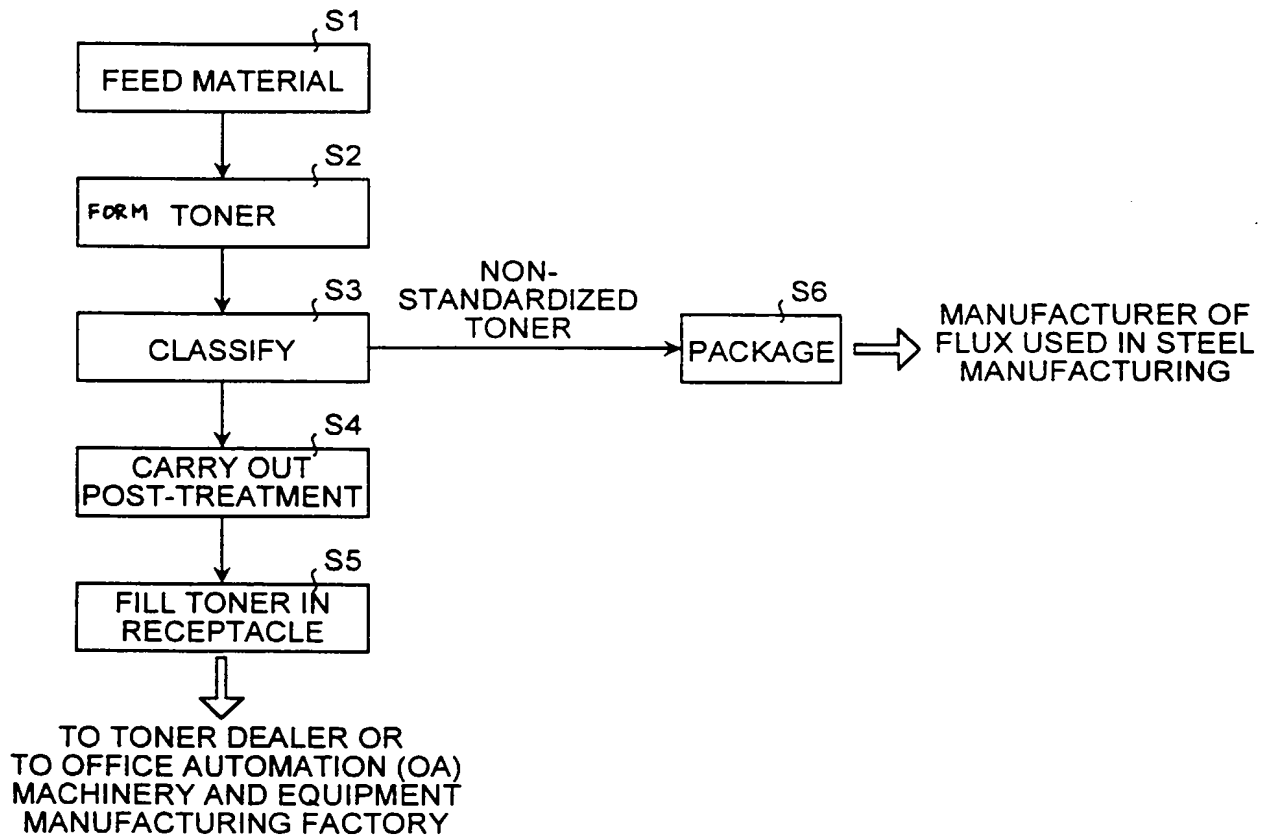 S1
FEED MATERIAL
S2
FORM TONER
S3
CLASSIFY
NON-
STANDARDIZED
TONER
S6
PACKAGE
MANUFACTURER OF
FLUX USED IN STEEL
MANUFACTURING
S4
CARRY OUT
POST-TREATMENT
S5
FILL TONER IN
RECEPTACLE
TO TONER DEALER OR
TO OFFICE AUTOMATION (OA)
MACHINERY AND EQUIPMENT
MANUFACTURING FACTORY